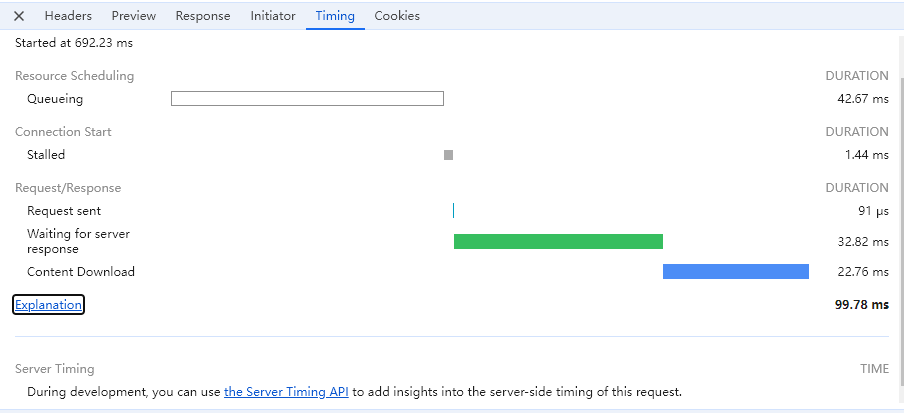 Headers Preview Response Initiator Timing Cookies
Started at 692.23 ms
Resource Scheduling DURATION
Queueing 42.67 ms
Connection Start DURATION
Stalled 1.44 ms
Request/Response DURATION
Request sent 91 μs
Waiting for server
response 32.82 ms
Content Download 22.76 ms
Explanation 99.78 ms
Server Timing TIME
During development, you can use the Server Timing API to add insights into the server-side timing of this request.